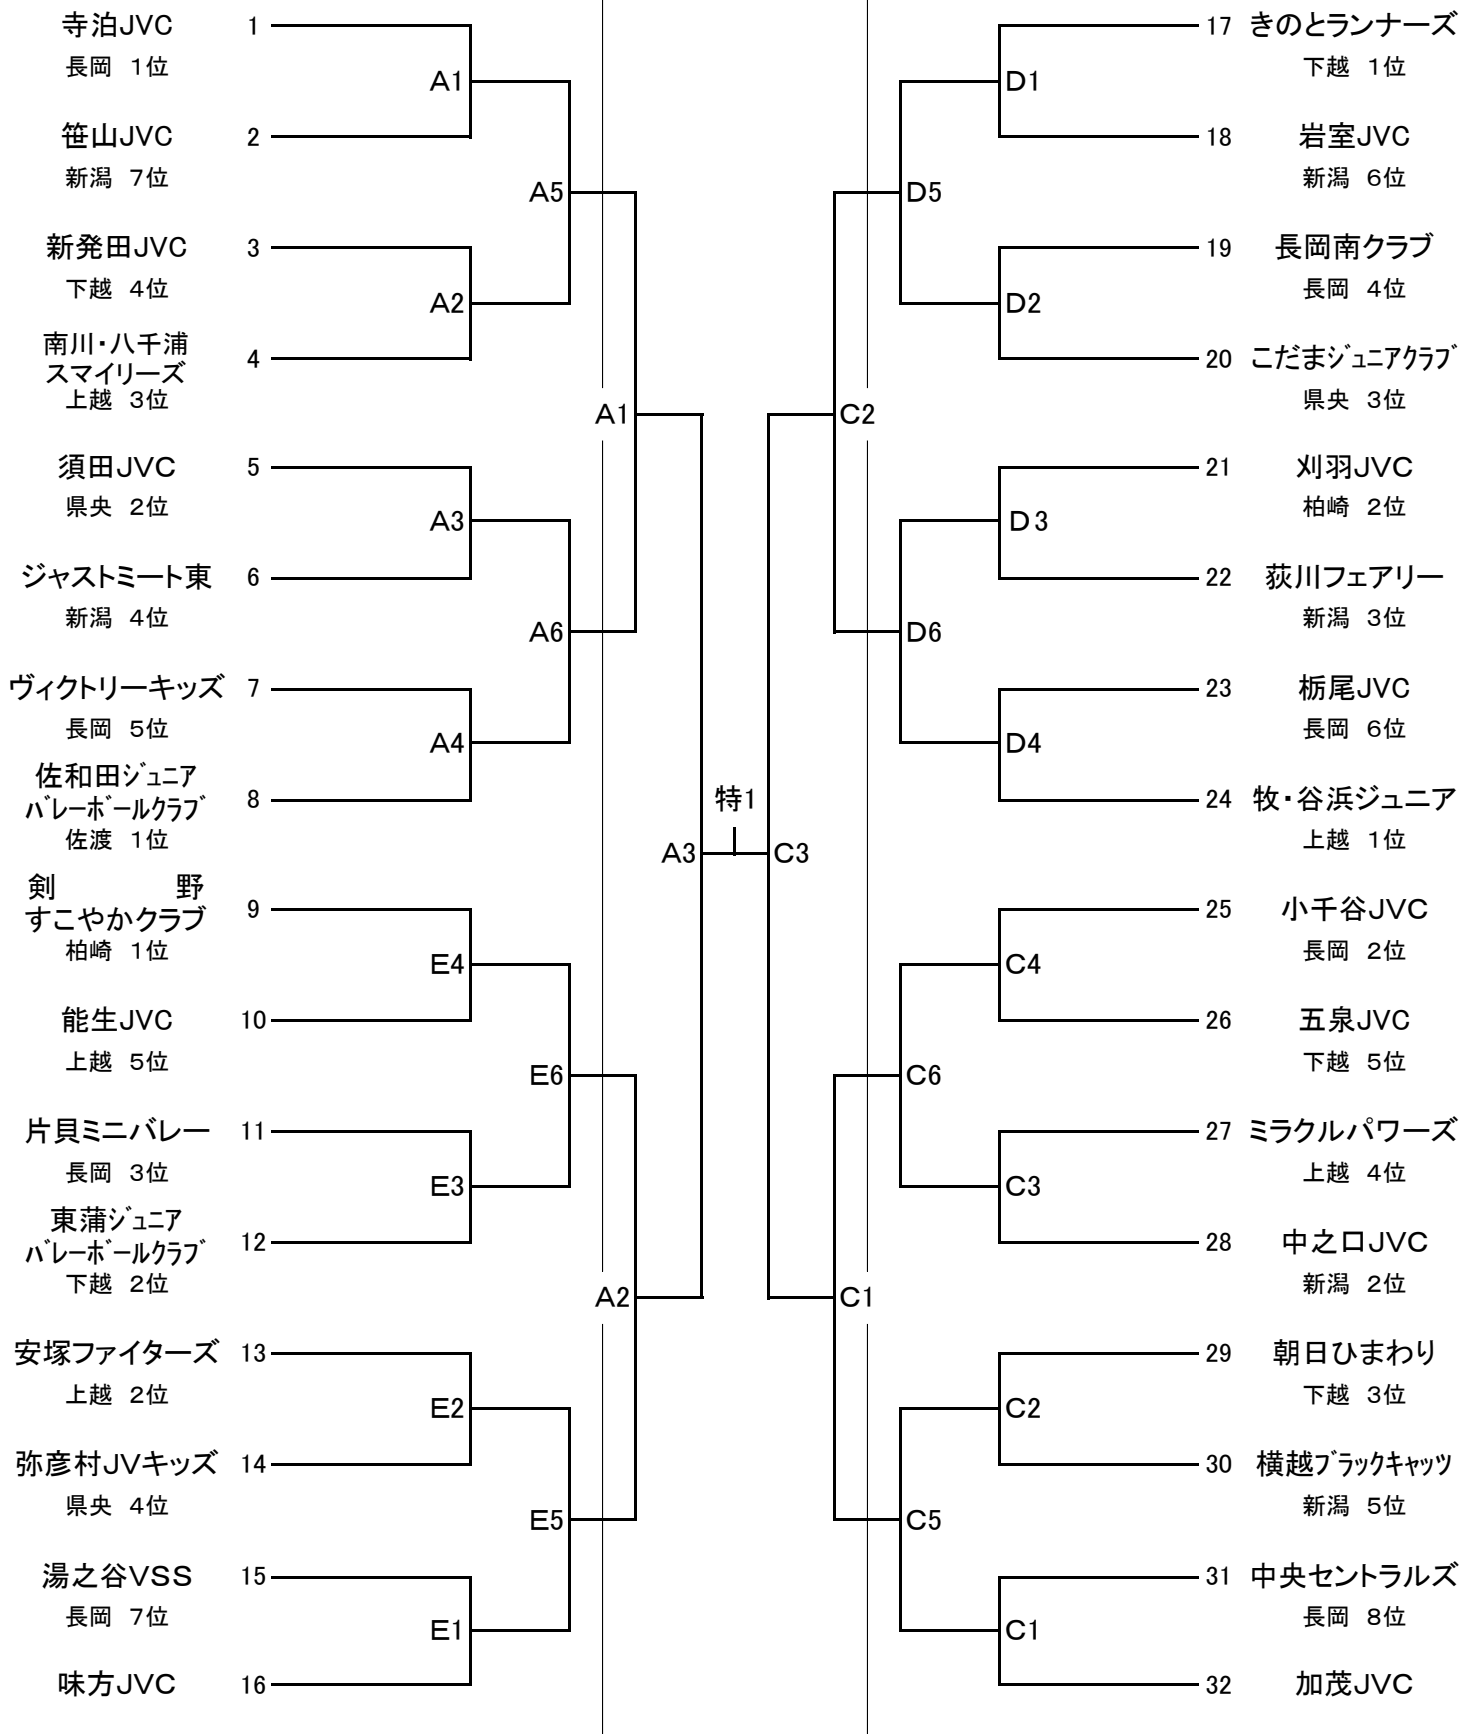 寺泊JVC 1
長岡 1位
A1
笹山JVC 2
新潟 7位
A5
新発田JVC 3
下越 4位
A2
南川・八千浦
スマイリーズ 4
上越 3位
A1
須田JVC 5
県央 2位
A3
ジャストミート東 6
新潟 4位
A6
ヴィクトリーキッズ 7
長岡 5位
A4
佐和田ジュニア
バレーボールクラブ 8
佐渡 1位
A3
剣 野
すこやかクラブ 9
柏崎 1位
E4
能生JVC 10
上越 5位
E6
片貝ミニバレー 11
長岡 3位
E3
東蒲ジュニア
バレーボールクラブ 12
下越 2位
A2
安塚ファイターズ 13
上越 2位
E2
弥彦村JVキッズ 14
県央 4位
E5
湯之谷VSS 15
長岡 7位
E1
味方JVC 16
特1
17 きのとランナーズ
下越 1位
D1
18 岩室JVC
新潟 6位
D5
19 長岡南クラブ
長岡 4位
D2
20 こだまジュニアクラブ
県央 3位
C2
21 刈羽JVC
柏崎 2位
D3
22 荻川フェアリー
新潟 3位
D6
23 栃尾JVC
長岡 6位
D4
24 牧・谷浜ジュニア
上越 1位
C3
25 小千谷JVC
長岡 2位
C4
26 五泉JVC
下越 5位
C6
27 ミラクルパワーズ
上越 4位
C3
28 中之口JVC
新潟 2位
C1
29 朝日ひまわり
下越 3位
C2
30 横越ブラックキャッツ
新潟 5位
C5
31 中央セントラルズ
長岡 8位
C1
32 加茂JVC